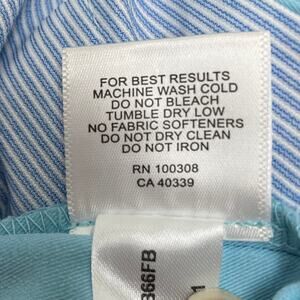 FOR BEST RESULTS
MACHINE WASH COLD
DO NOT BLEACH
TUMBLE DRY LOW
NO FABRIC SOFTENERS
DO NOT DRY CLEAN
DO NOT IRON
RN 100308
CA 40339
366FB